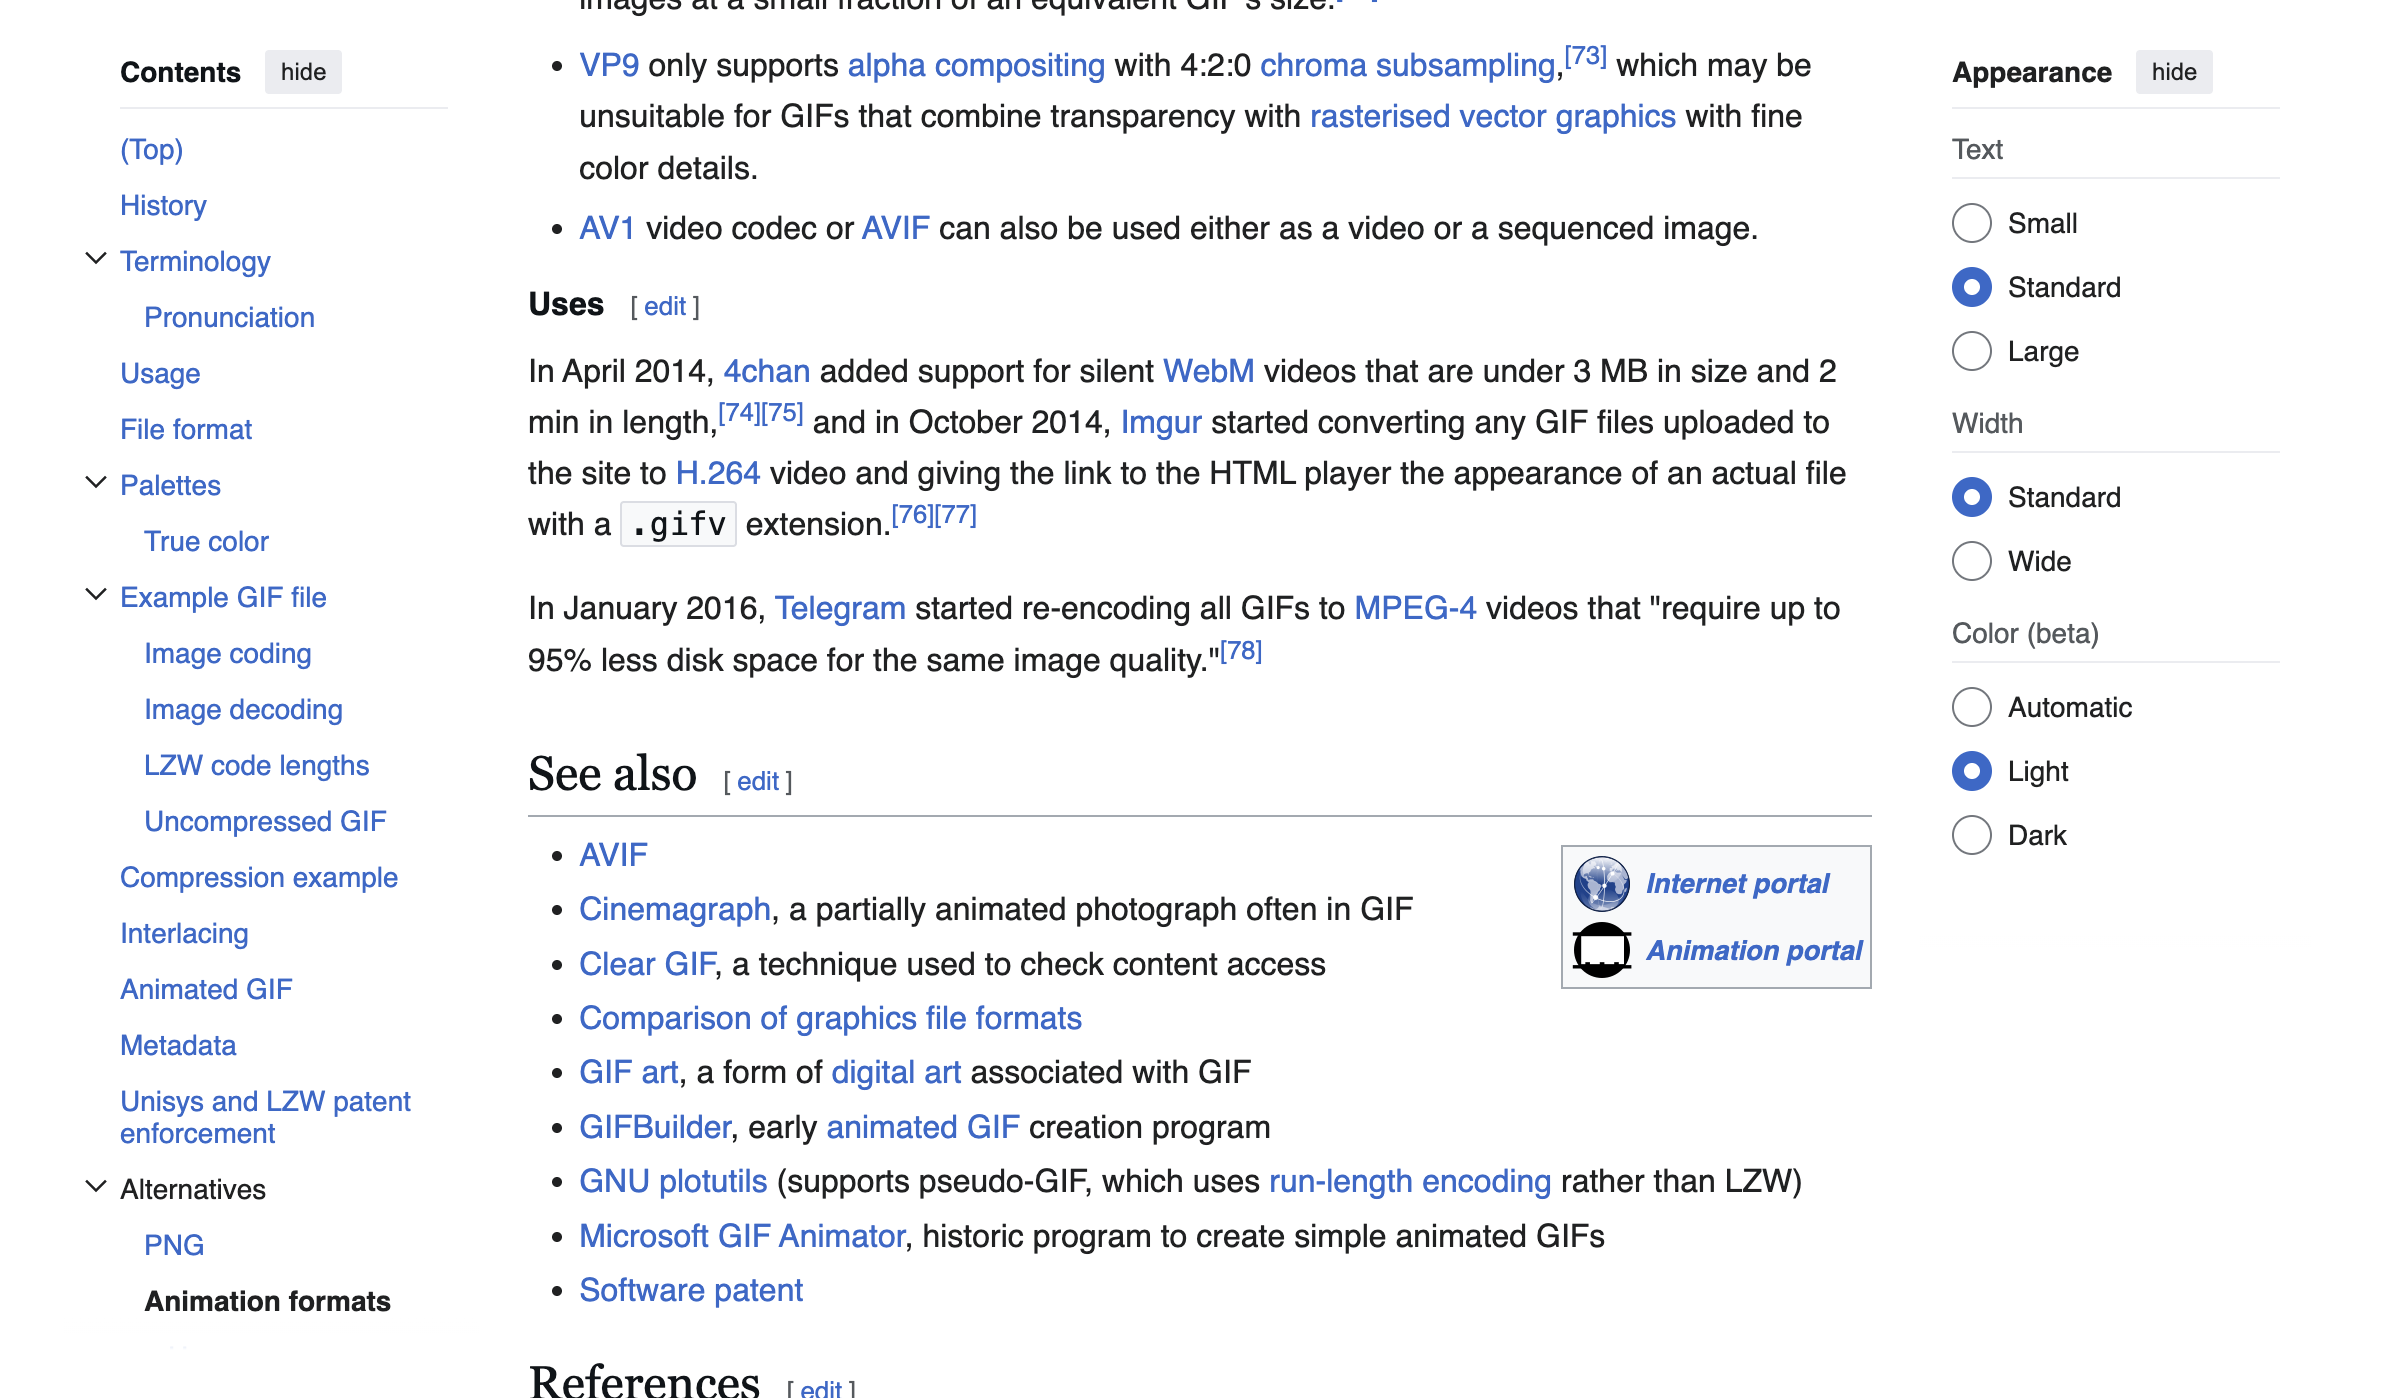 Contents hide
(Top)
History
Terminology
Pronunciation
Usage
File format
Palettes
True color
Example GIF file
Image coding
Image decoding
LZW code lengths
Uncompressed GIF
Compression example
Interlacing
Animated GIF
Metadata
Unisys and LZW patent
enforcement
Alternatives
PNG
Animation formats
images at a small fraction of an equivalent GIF's size.
• VP9 only supports alpha compositing with 4:2:0 chroma subsampling,[73] which may be
unsuitable for GIFs that combine transparency with rasterised vector graphics with fine
color details.
• AV1 video codec or AVIF can also be used either as a video or a sequenced image.
Uses [ edit ]
In April 2014, 4chan added support for silent WebM videos that are under 3 MB in size and 2
min in length,[74][75] and in October 2014, Imgur started converting any GIF files uploaded to
the site to H.264 video and giving the link to the HTML player the appearance of an actual file
with a .gifv extension.[76][77]
In January 2016, Telegram started re-encoding all GIFs to MPEG-4 videos that "require up to
95% less disk space for the same image quality."[78]
See also [ edit ]
• AVIF
• Cinemagraph, a partially animated photograph often in GIF
• Clear GIF, a technique used to check content access
• Comparison of graphics file formats
• GIF art, a form of digital art associated with GIF
• GIFBuilder, early animated GIF creation program
• GNU plotutils (supports pseudo-GIF, which uses run-length encoding rather than LZW)
• Microsoft GIF Animator, historic program to create simple animated GIFs
• Software patent
Internet portal
Animation portal
References [ edit ]
Appearance hide
Text
Small
Standard
Large
Width
Standard
Wide
Color (beta)
Automatic
Light
Dark